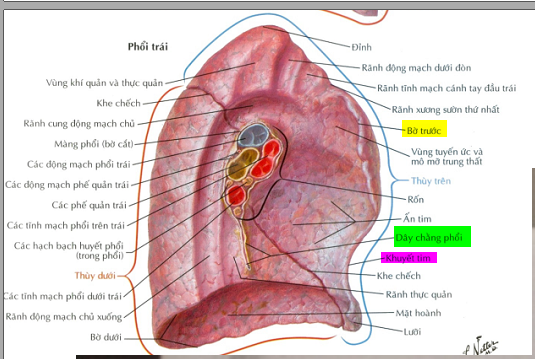 Phổi trái
Vùng khí quản và thực quản
Khe chếch
Rãnh cung động mạch chủ
Màng phổi (bờ cắt)
Các động mạch phổi trái
Các động mạch phế quản trái
Các phế quản trái
Các tĩnh mạch phổi trên trái
Các hạch bạch huyết phổi
(trong phổi)
Thùy dưới
Các tĩnh mạch phổi dưới trái
Rãnh động mạch chủ xuống
Bờ dưới
Đỉnh
Rãnh động mạch dưới đòn
Rãnh tĩnh mạch cánh tay đầu trái
Rãnh xương sườn thứ nhất
Bờ trước
Vùng tuyến ức và
mô mỡ trung thất
Thùy trên
Rốn
Ấn tim
Dây chằng phổi
Khuyết tim
Khe chếch
Rãnh thực quản
Mặt hoành
Lưỡi